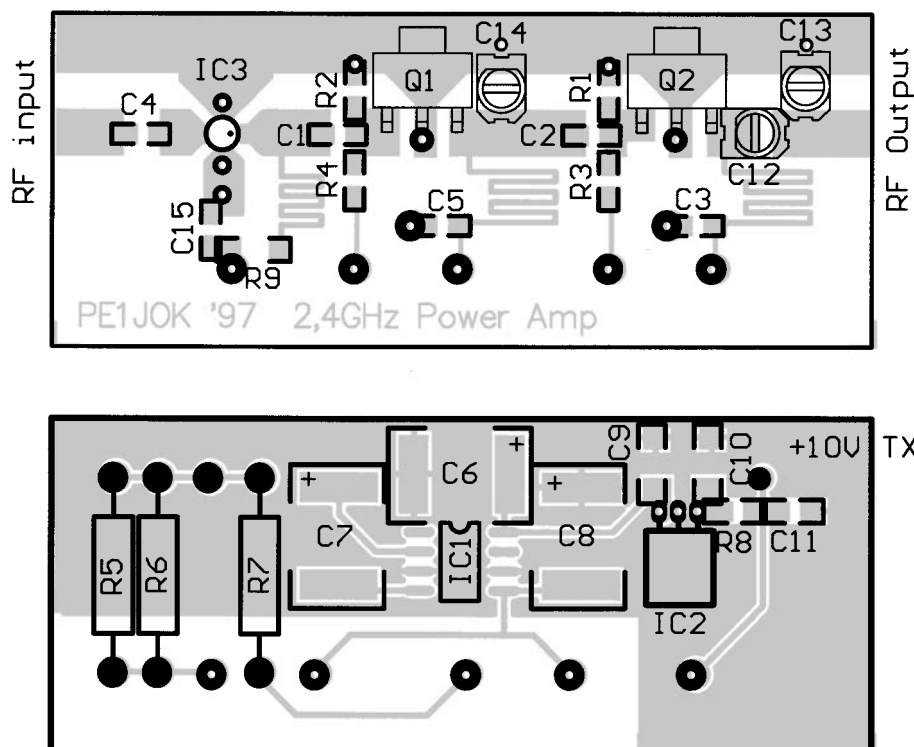 C14
C13
IC3
RF input
C4
R2
Q1
R1
Q2
C1
C2
R4
R3
C12
RF Output
C15
C5
C3
R9
PE1JOK '97 2,4GHz Power Amp
C9
C10
+10V TX
+
+
+
C6
C7
IC1
C8
R8
C11
R5
R6
R7
IC2